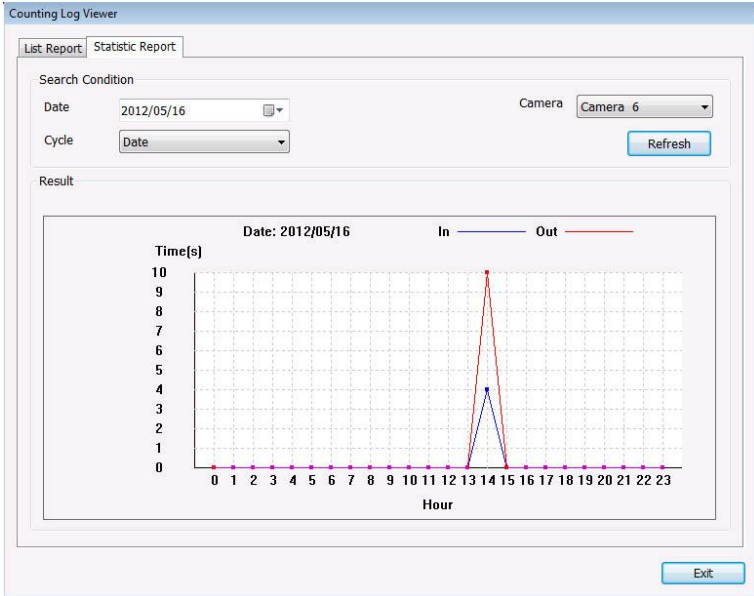 Counting Log Viewer
List Report Statistic Report
Search Condition
Date 2012/05/16 Camera Camera 6
Cycle Date Refresh
Result
Date: 2012/05/16 In Out
Time(s)
10
9
8
7
6
5
4
3
2
1
0
0 1 2 3 4 5 6 7 8 9 10 11 12 13 14 15 16 17 18 19 20 21 22 23
Hour
Exit